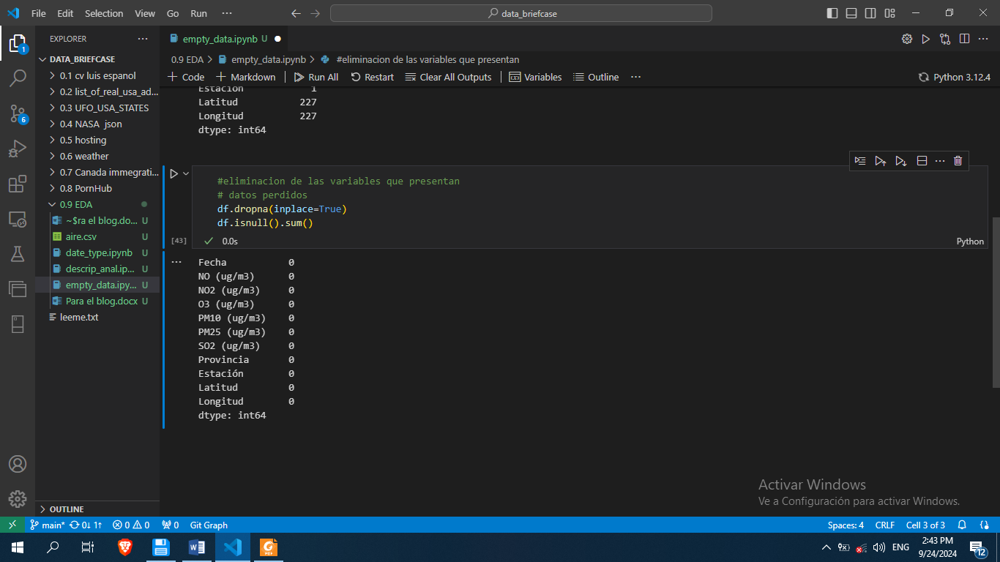 File Edit Selection View Go Run ··· data_briefcase
EXPLORER ···
empty_data.ipynb U
DATA_BRIEFCASE
0.9 EDA > empty_data.ipynb > #eliminacion de las variables que presentan
0.1 cv luis espanol
+ Code + Markdown | Run All Restart Clear All Outputs | Variables Outline ··· Python 3.12.4
0.2 list_of_real_usa_ad...
0.3 UFO_USA_STATES
0.4 NASA json
0.5 hosting
0.6 weather
0.7 Canada immegrati...
0.8 PornHub
0.9 EDA
~$ra el blog.do... U
aire.csv U
date_type.ipynb U
descrip_anal.ip... U
empty_data.ipy... U
Para el blog.docx U
leeme.txt
OUTLINE
1
6
Estación 1
Latitud 227
Longitud 227
dtype: int64
#eliminacion de las variables que presentan
# datos perdidos
df.dropna(inplace=True)
df.isnull().sum()
[43] 0.0s Python
Fecha 0
NO (ug/m3) 0
NO2 (ug/m3) 0
O3 (ug/m3) 0
PM10 (ug/m3) 0
PM25 (ug/m3) 0
SO2 (ug/m3) 0
Provincia 0
Estación 0
Latitud 0
Longitud 0
dtype: int64
Activar Windows
Ve a Configuración para activar Windows.
main* 0↓ 1↑ 0 0 0 Git Graph Spaces: 4 CRLF Cell 3 of 3
PDF ENG 2:43 PM
9/24/2024 12